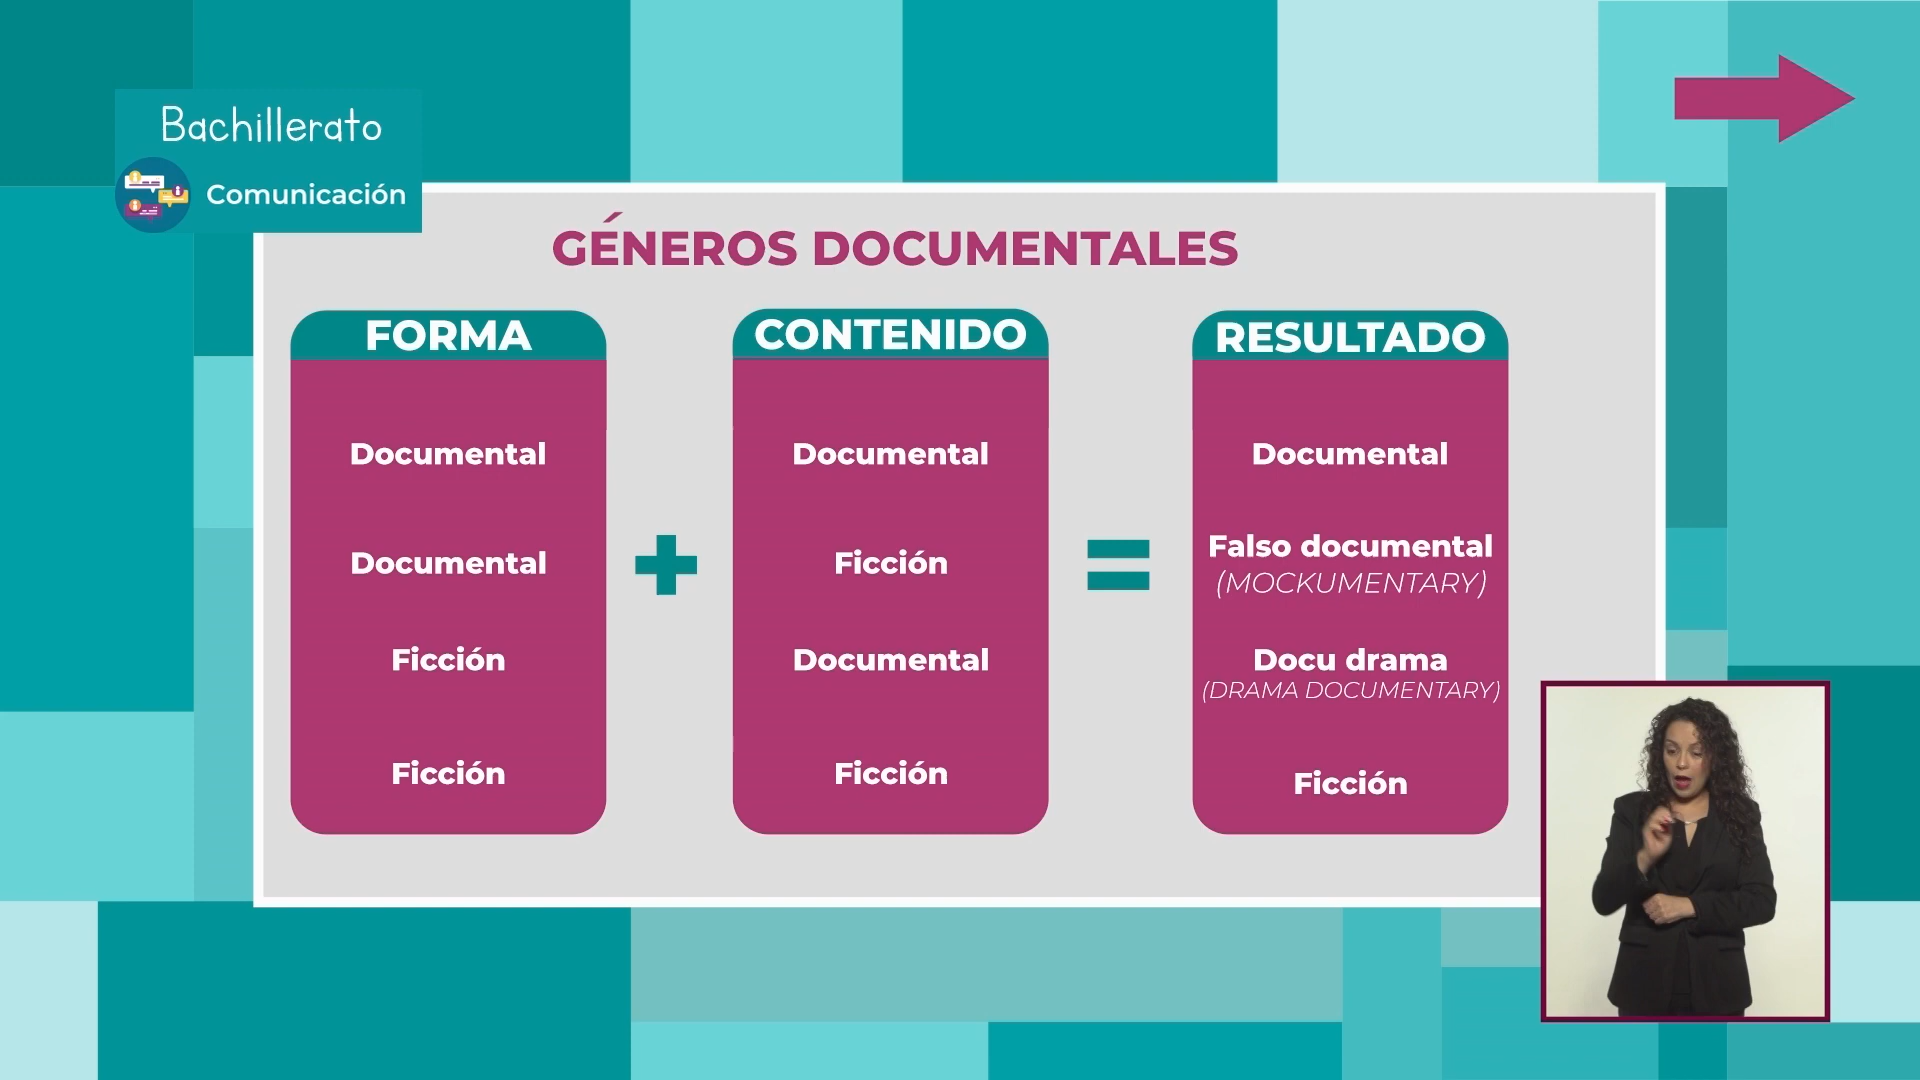 Bachillerato
Comunicación
GÉNEROS DOCUMENTALES
FORMA
Documental
Documental
Ficción
Ficción
+
CONTENIDO
Documental
Ficción
Documental
Ficción
=
RESULTADO
Documental
Falso documental
(MOCKUMENTARY)
Docu drama
(DRAMA DOCUMENTARY)
Ficción